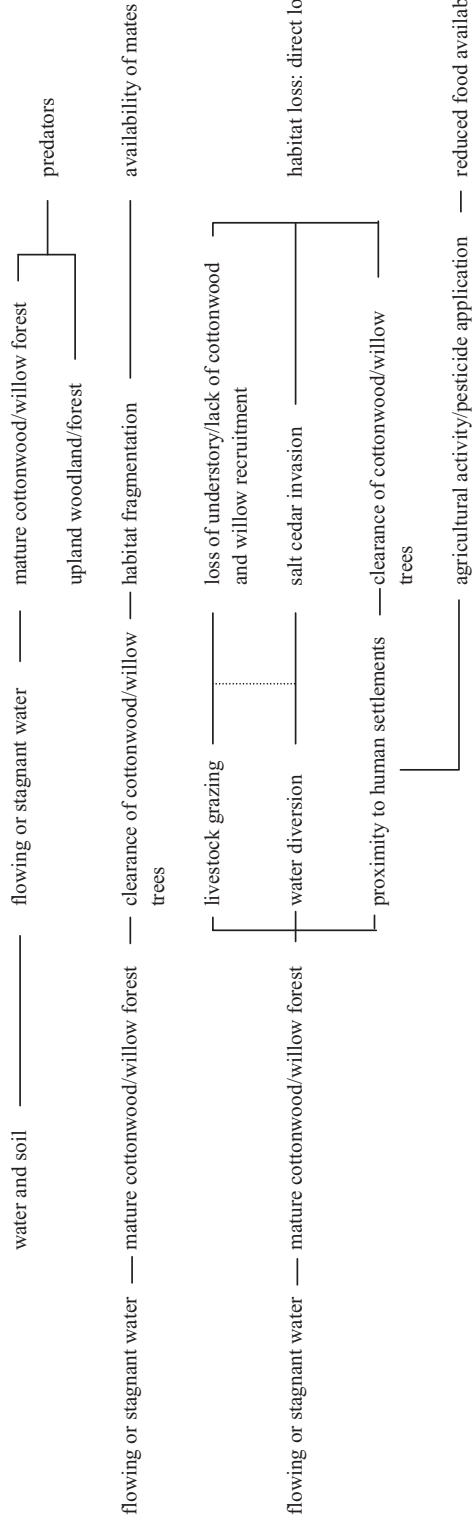 water and soil
flowing or stagnant water
mature cottonwood/willow forest
predators
upland woodland/forest
flowing or stagnant water
mature cottonwood/willow forest
clearance of cottonwood/willow
trees
habitat fragmentation
availability of mates
flowing or stagnant water
mature cottonwood/willow forest
livestock grazing
loss of understory/lack of cottonwood
and willow recruitment
water diversion
salt cedar invasion
habitat loss: direct
proximity to human settlements
clearance of cottonwood/willow
trees
agricultural activity/pesticide application
reduced food